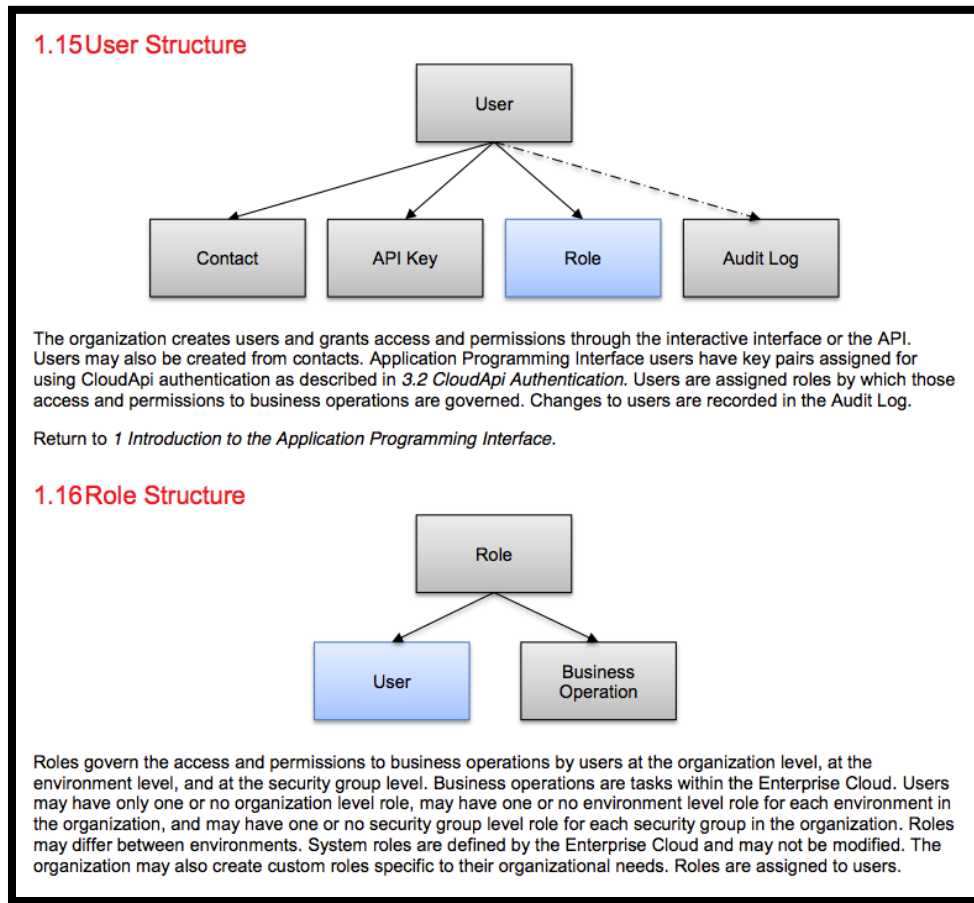 1.15 User Structure
User
Contact
API Key
Role
Audit Log
The organization creates users and grants access and permissions through the interactive interface or the API.
Users may also be created from contacts. Application Programming Interface users have key pairs assigned for
using CloudApi authentication as described in 3.2 CloudApi Authentication. Users are assigned roles by which those
access and permissions to business operations are governed. Changes to users are recorded in the Audit Log.
Return to 1 Introduction to the Application Programming Interface.
1.16 Role Structure
Role
User
Business
Operation
Roles govern the access and permissions to business operations by users at the organization level, at the
environment level, and at the security group level. Business operations are tasks within the Enterprise Cloud. Users
may have only one or no organization level role, may have one or no environment level role for each environment in
the organization, and may have one or no security group level role for each security group in the organization. Roles
may differ between environments. System roles are defined by the Enterprise Cloud and may not be modified. The
organization may also create custom roles specific to their organizational needs. Roles are assigned to users.